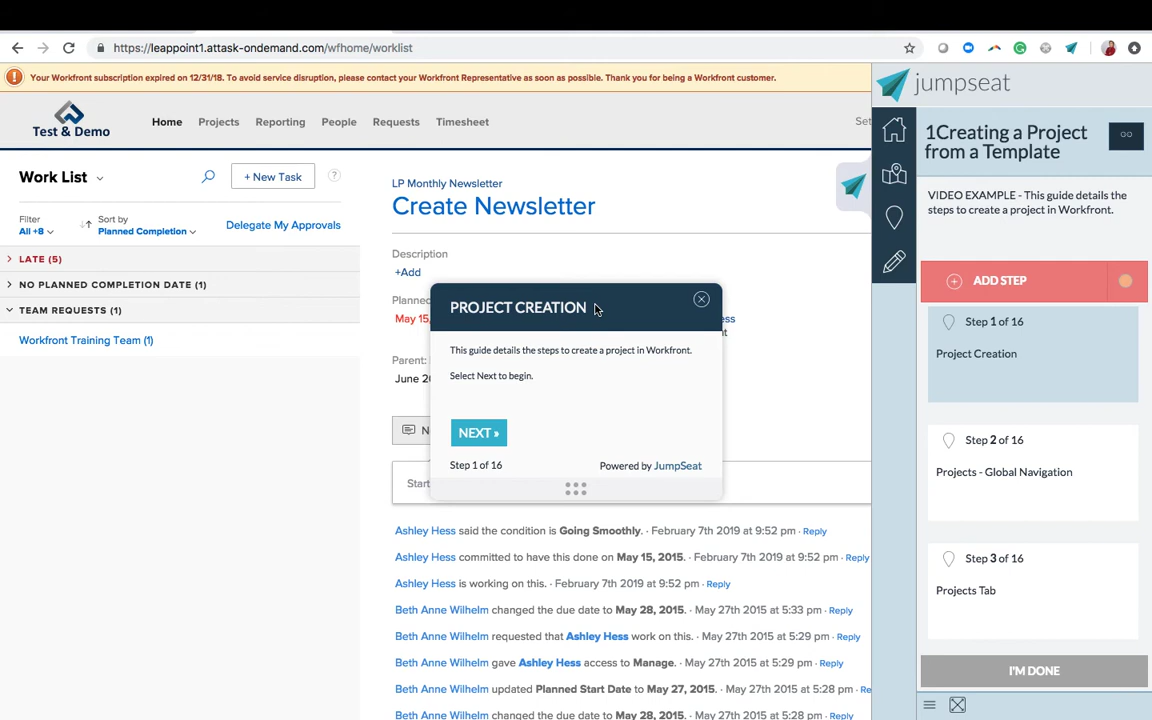 https://leappoint1.attask-ondemand.com/wfhome/worklist
Your Workfront subscription expired on 12/31/18. To avoid service disruption, please contact your Workfront Representative as soon as possible. Thank you for being a Workfront customer.
Test & Demo
Home
Projects
Reporting
People
Requests
Timesheet
Set
Work List
+ New Task
?
Filter
All +8
Sort by
Planned Completion
Delegate My Approvals
LATE (5)
NO PLANNED COMPLETION DATE (1)
TEAM REQUESTS (1)
Workfront Training Team (1)
LP Monthly Newsletter
Create Newsletter
Description
+Add
Planned
May 15,
ess
Parent:
June 20
N
Start
PROJECT CREATION
This guide details the steps to create a project in Workfront.
Select Next to begin.
NEXT »
Step 1 of 16
Powered by JumpSeat
Ashley Hess said the condition is Going Smoothly. · February 7th 2019 at 9:52 pm · Reply
Ashley Hess committed to have this done on May 15, 2015. · February 7th 2019 at 9:52 pm · Reply
Ashley Hess is working on this. · February 7th 2019 at 9:52 pm · Reply
Beth Anne Wilhelm changed the due date to May 28, 2015. · May 27th 2015 at 5:33 pm · Reply
Beth Anne Wilhelm requested that Ashley Hess work on this. · May 27th 2015 at 5:29 pm · Reply
Beth Anne Wilhelm gave Ashley Hess access to Manage. · May 27th 2015 at 5:29 pm · Reply
Beth Anne Wilhelm updated Planned Start Date to May 27, 2015. · May 27th 2015 at 5:28 pm · Re
Beth Anne Wilhelm changed the due date to May 28, 2015. · May 27th 2015 at 5:28 pm · Reply
jumpseat
1Creating a Project
from a Template
VIDEO EXAMPLE - This guide details the
steps to create a project in Workfront.
ADD STEP
Step 1 of 16
Project Creation
Step 2 of 16
Projects - Global Navigation
Step 3 of 16
Projects Tab
I'M DONE